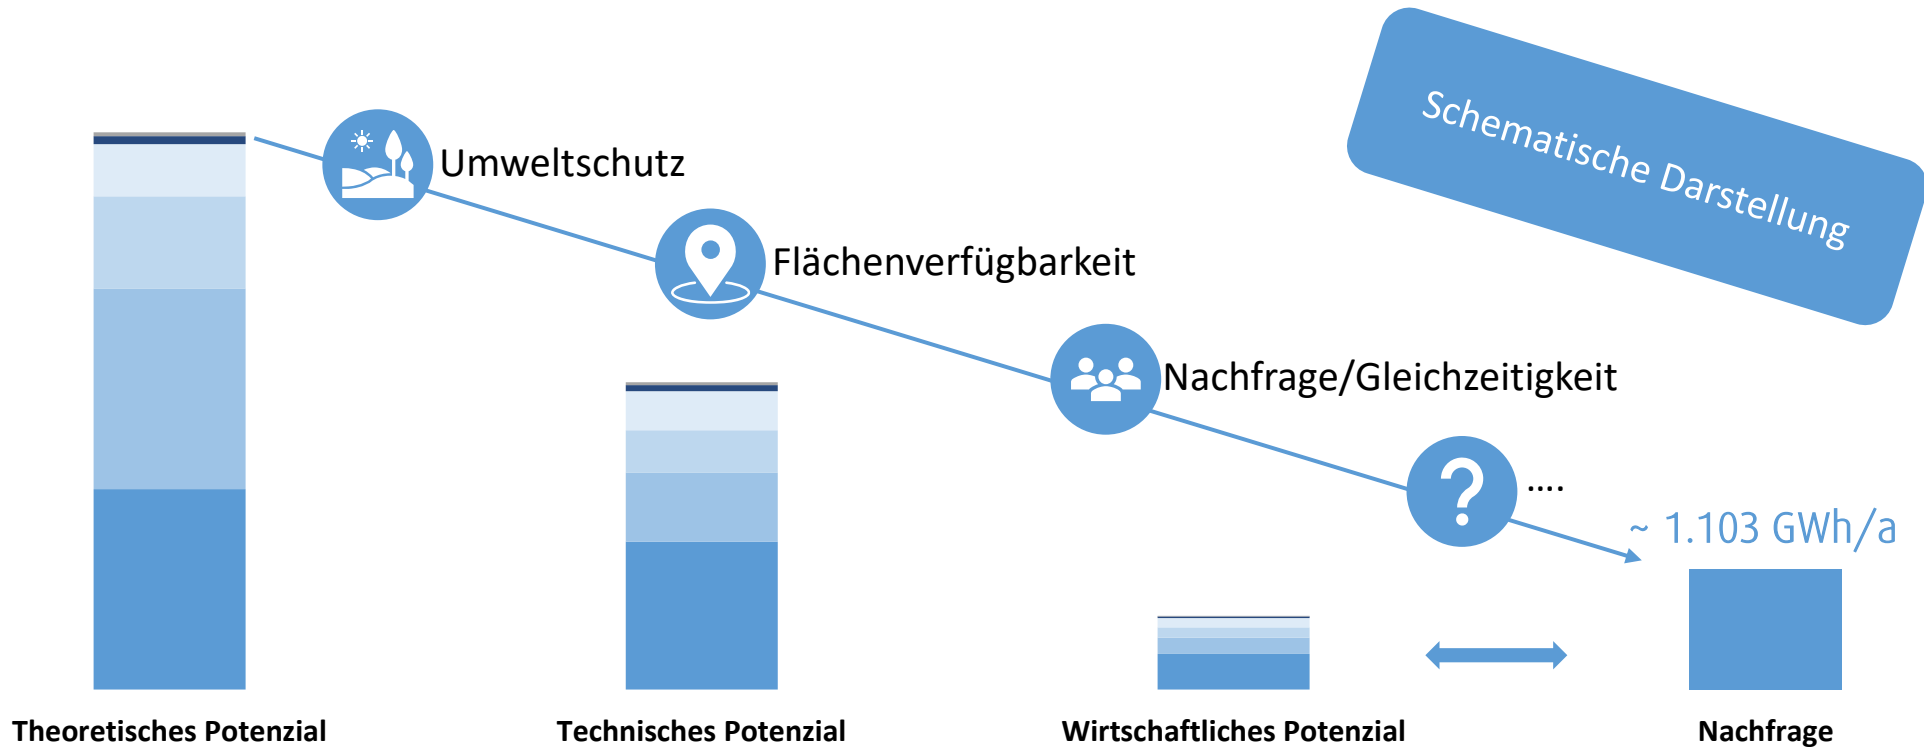 Schematische Darstellung
Umweltschutz
Flächenverfügbarkeit
Nachfrage/Gleichzeitigkeit
?
....
~ 1.103 GWh/a
Theoretisches Potenzial
Technisches Potenzial
Wirtschaftliches Potenzial
Nachfrage